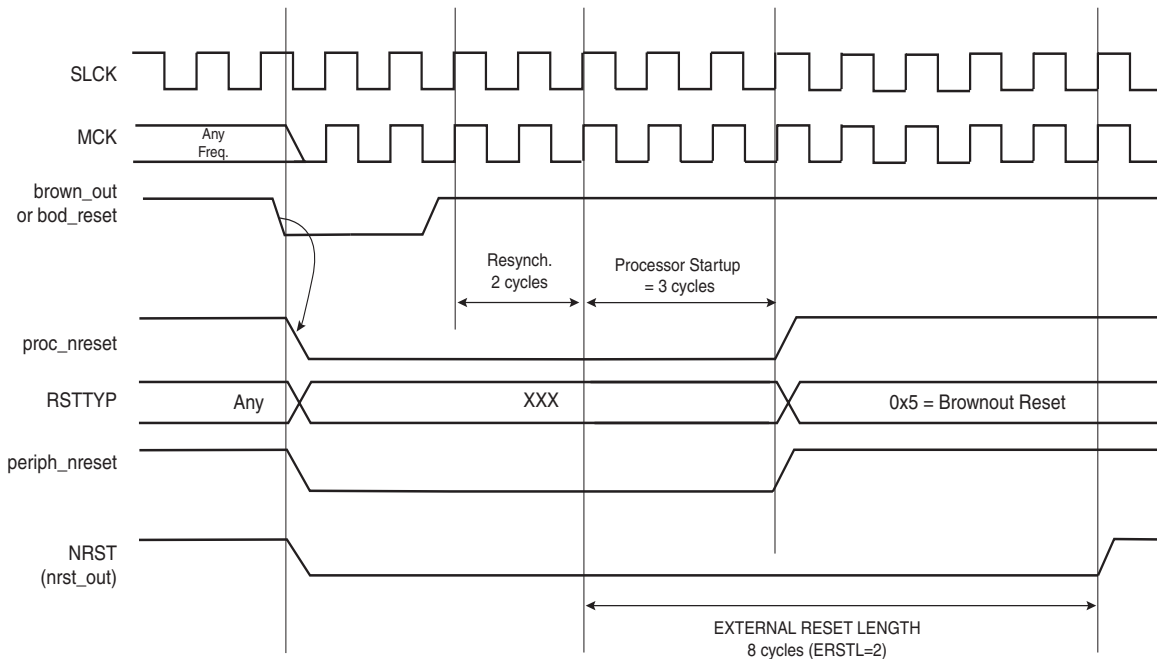 SLCK
MCK
Any
Freq.
brown_out
or bod_reset
Resynch.
2 cycles
Processor Startup
= 3 cycles
proc_nreset
RSTTYP
Any
XXX
0x5 = Brownout Reset
periph_nreset
NRST
(nrst_out)
EXTERNAL RESET LENGTH
8 cycles (ERSTL=2)